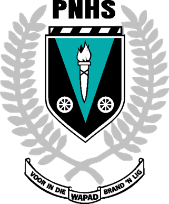 PNHS
VOOR IN DIE WAPAD BRAND 'N LIG